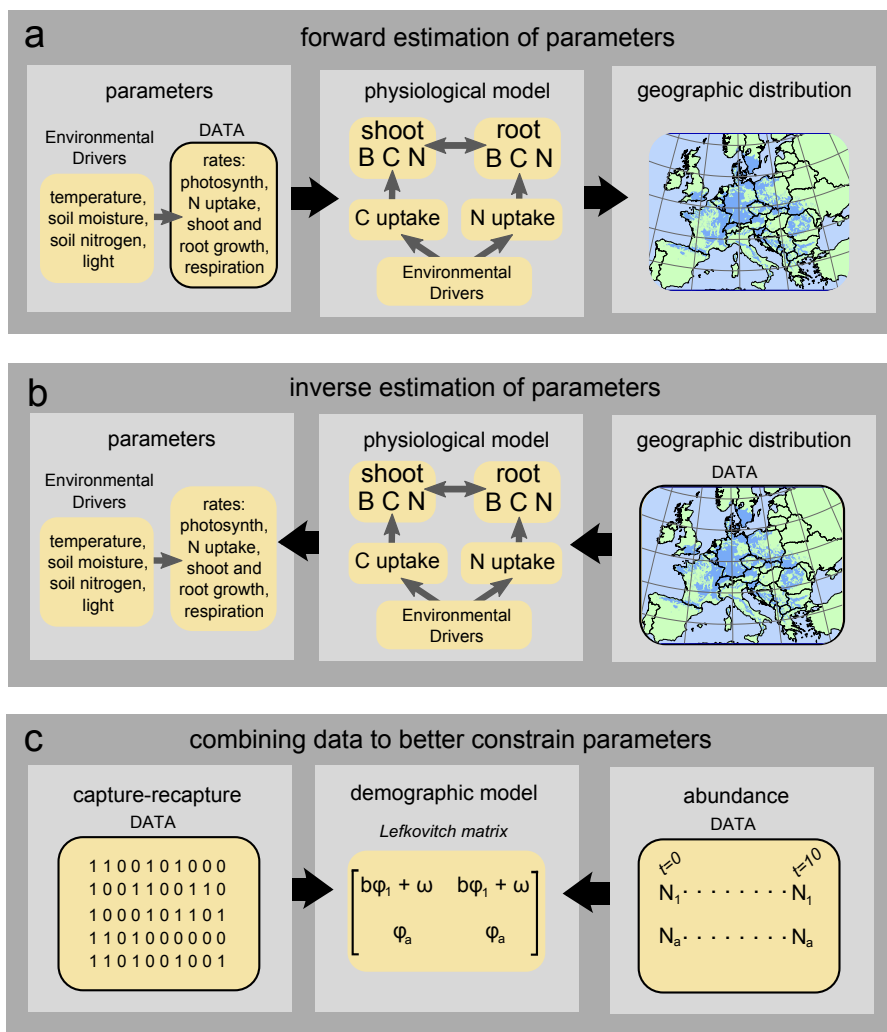 a
forward estimation of parameters
parameters
Environmental
Drivers
temperature,
soil moisture,
soil nitrogen,
light
DATA
rates:
photosynth,
N uptake,
shoot and
root growth,
respiration
physiological model
shoot
B C N
root
B C N
C uptake
N uptake
Environmental
Drivers
geographic distribution
b
inverse estimation of parameters
parameters
Environmental
Drivers
temperature,
soil moisture,
soil nitrogen,
light
rates:
photosynth,
N uptake,
shoot and
root growth,
respiration
physiological model
shoot
B C N
root
B C N
C uptake
N uptake
Environmental
Drivers
geographic distribution
DATA
c
combining data to better constrain parameters
capture-recapture
DATA
1 1 0 0 1 0 1 0 0 0
1 0 0 1 1 0 0 1 1 0
1 0 0 0 1 0 1 1 0 1
1 1 0 1 0 0 0 0 0 0
1 1 0 1 0 0 1 0 0 1
demographic model
Lefkovitch matrix
bφ₁ + ω bφ₁ + ω
φₐ φₐ
abundance
DATA
t=0 t=10
N₁ · · · · · · · · N₁
Nₐ · · · · · · · · Nₐ